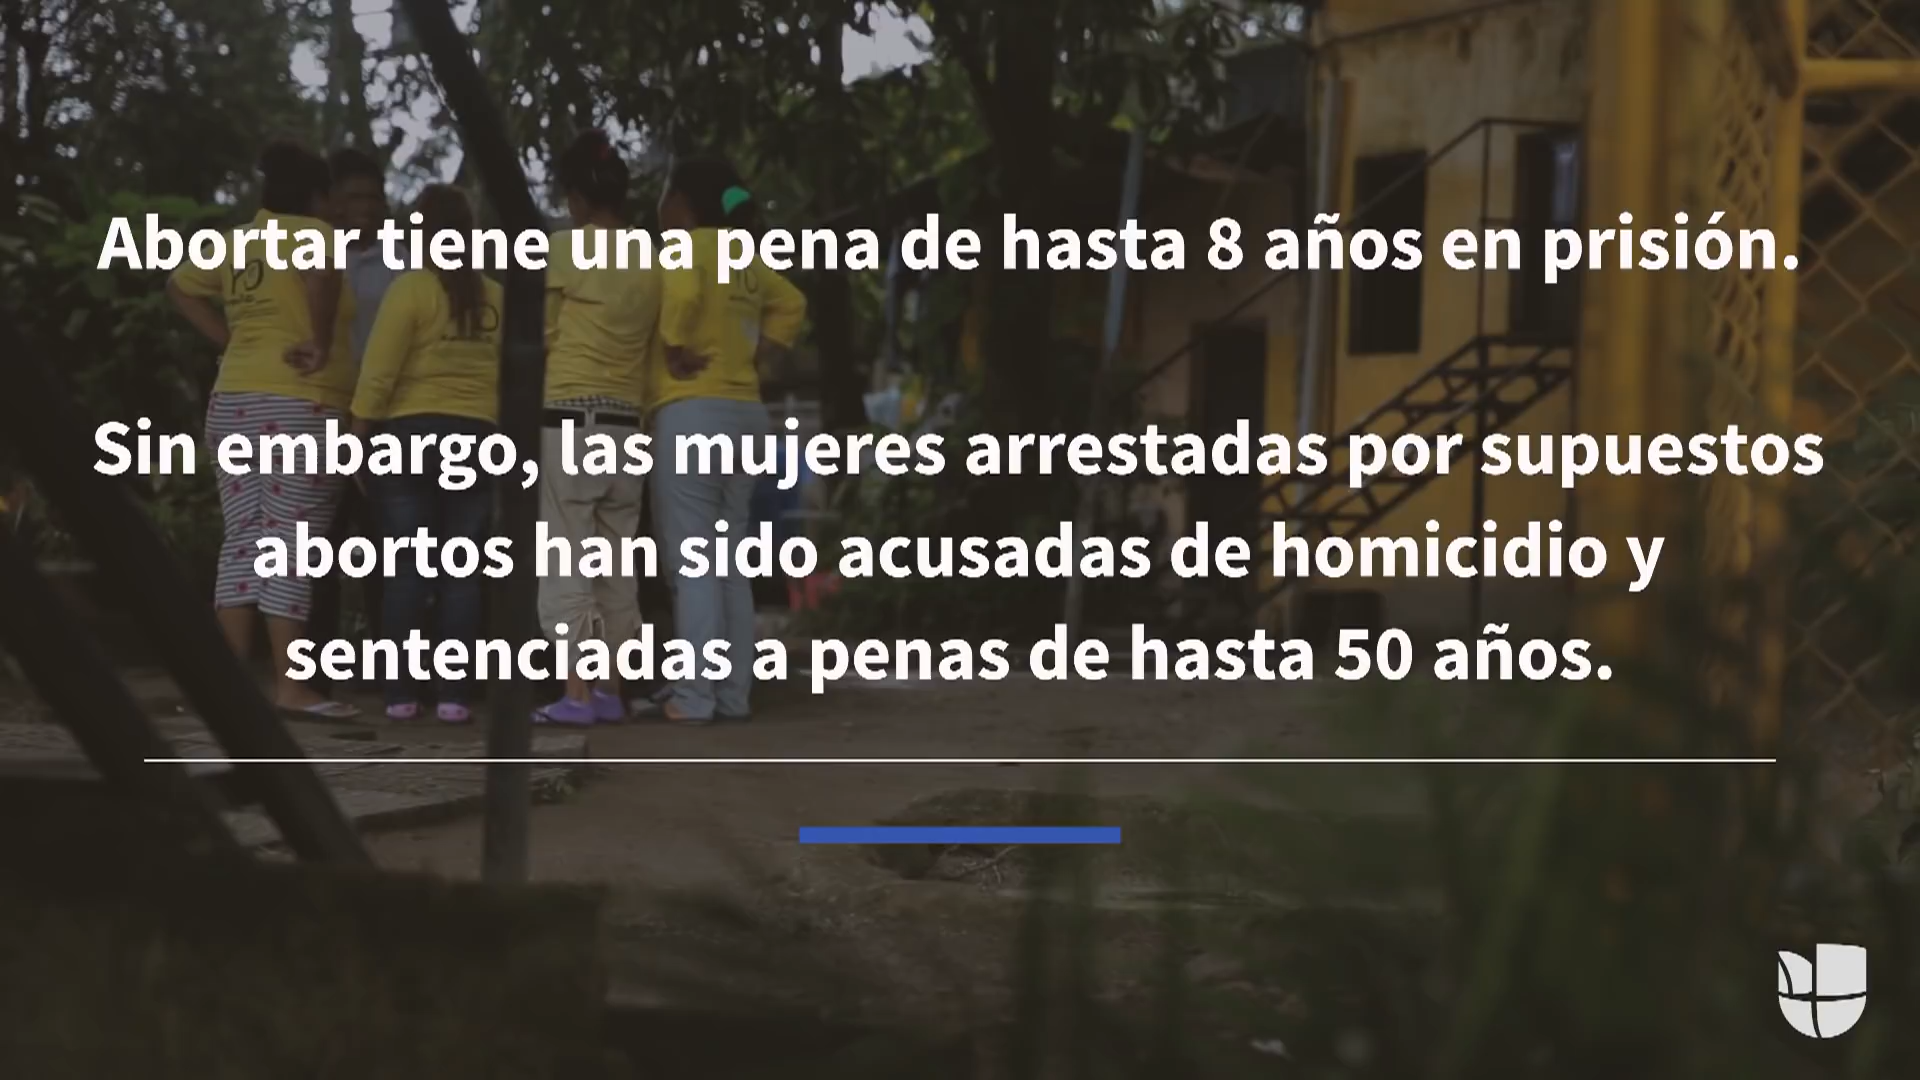 Abortar tiene una pena de hasta 8 años en prisión.
Sin embargo, las mujeres arrestadas por supuestos
abortos han sido acusadas de homicidio y
sentenciadas a penas de hasta 50 años.